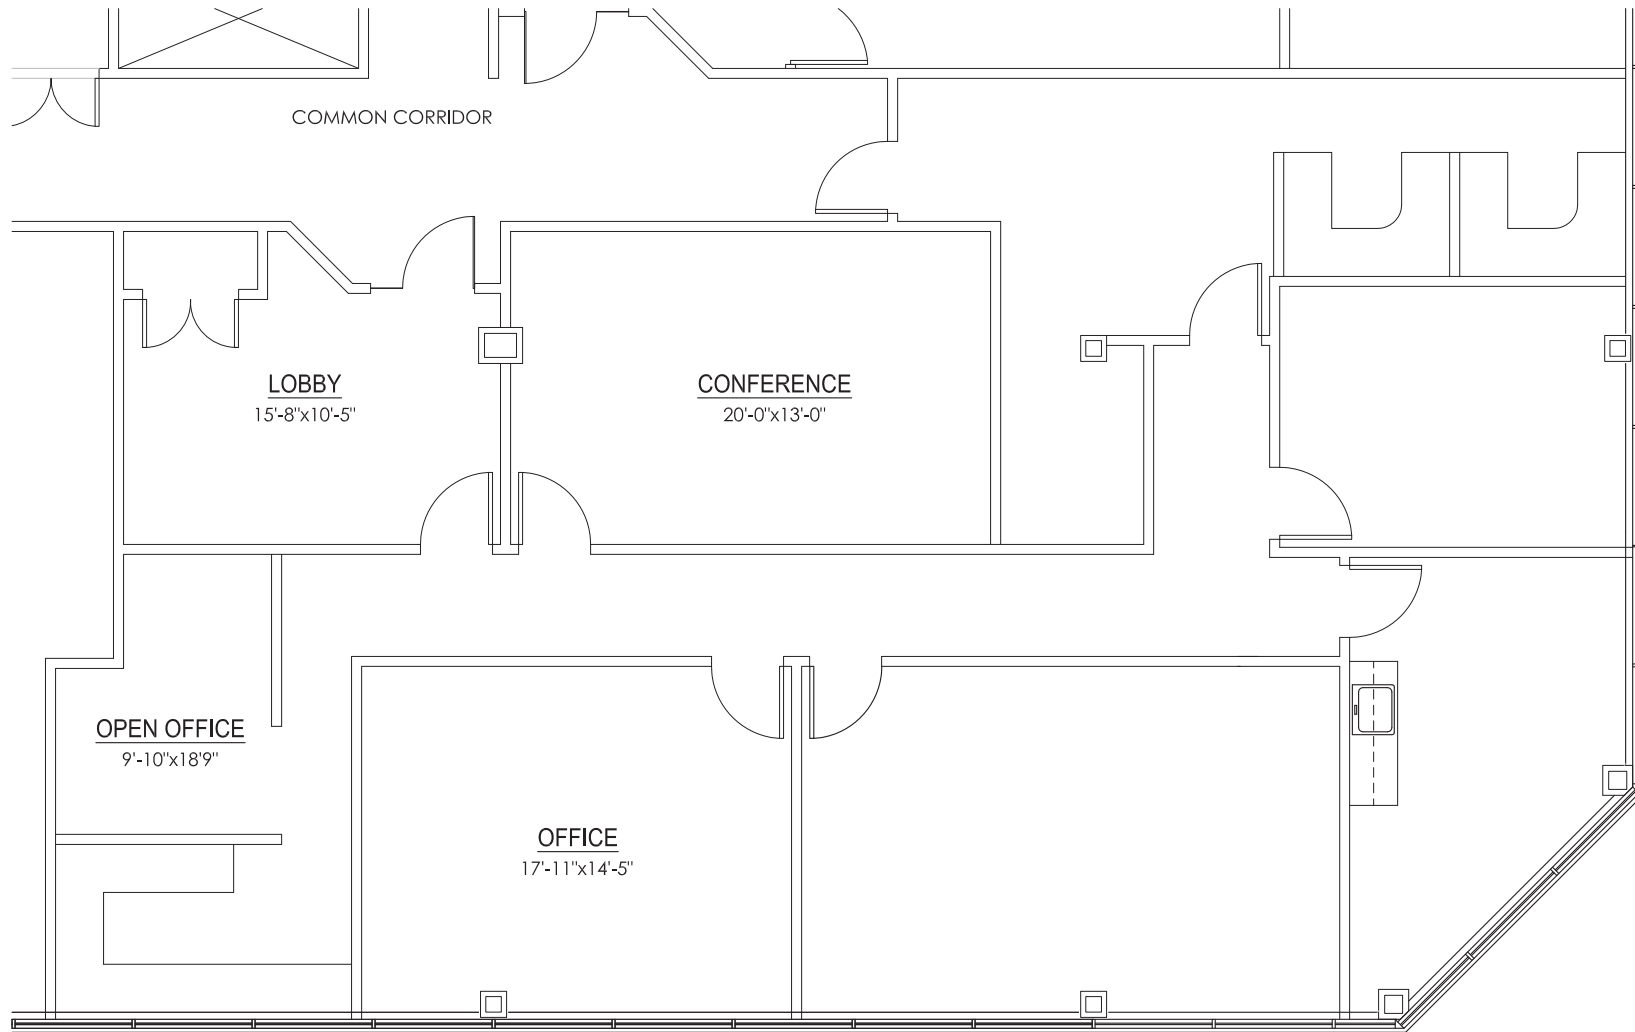 COMMON CORRIDOR
LOBBY
15'-8"x10'-5"
CONFERENCE
20'-0"x13'-0"
OPEN OFFICE
9'-10"x18'9"
OFFICE
17'-11"x14'-5"